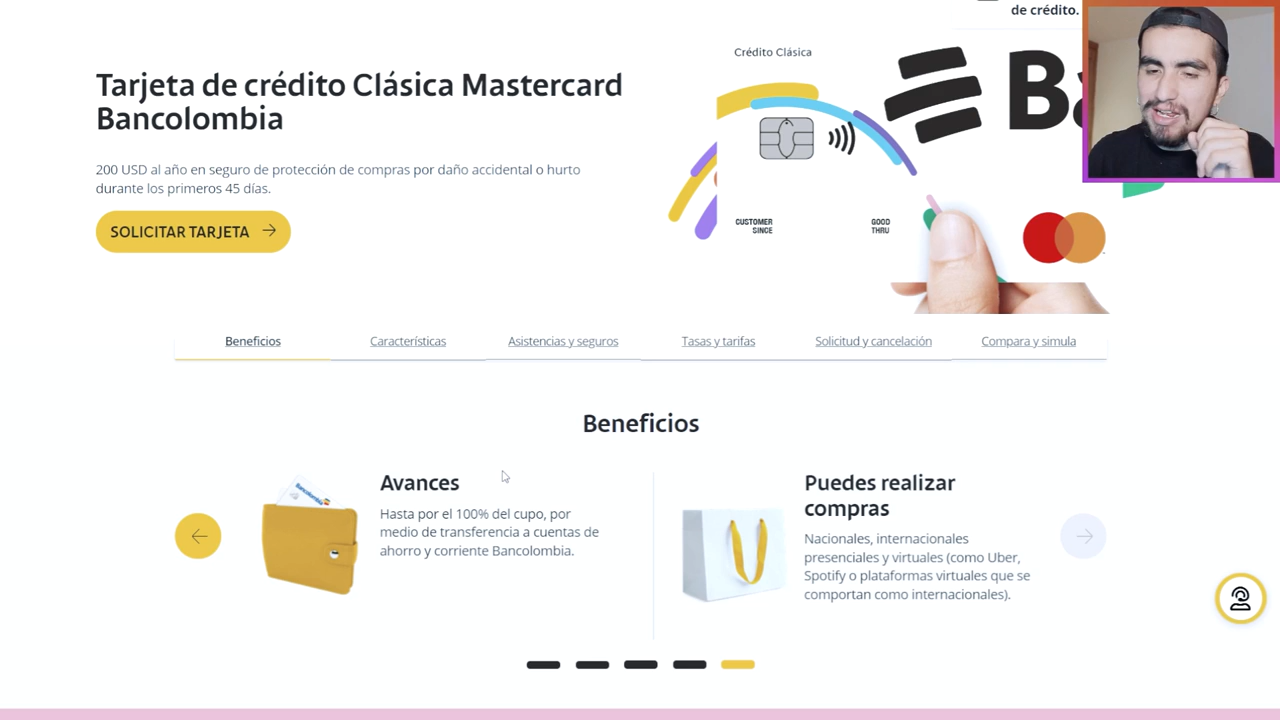 de crédito.
Crédito Clásica
Tarjeta de crédito Clásica Mastercard
Bancolombia
200 USD al año en seguro de protección de compras por daño accidental o hurto
durante los primeros 45 días.
SOLICITAR TARJETA
CUSTOMER
SINCE
GOOD
THRU
Beneficios
Características
Asistencias y seguros
Tasas y tarifas
Solicitud y cancelación
Compara y simula
Beneficios
Bancolombia
Avances
Hasta por el 100% del cupo, por
medio de transferencia a cuentas de
ahorro y corriente Bancolombia.
Puedes realizar
compras
Nacionales, internacionales
presenciales y virtuales (como Uber,
Spotify o plataformas virtuales que se
comportan como internacionales).